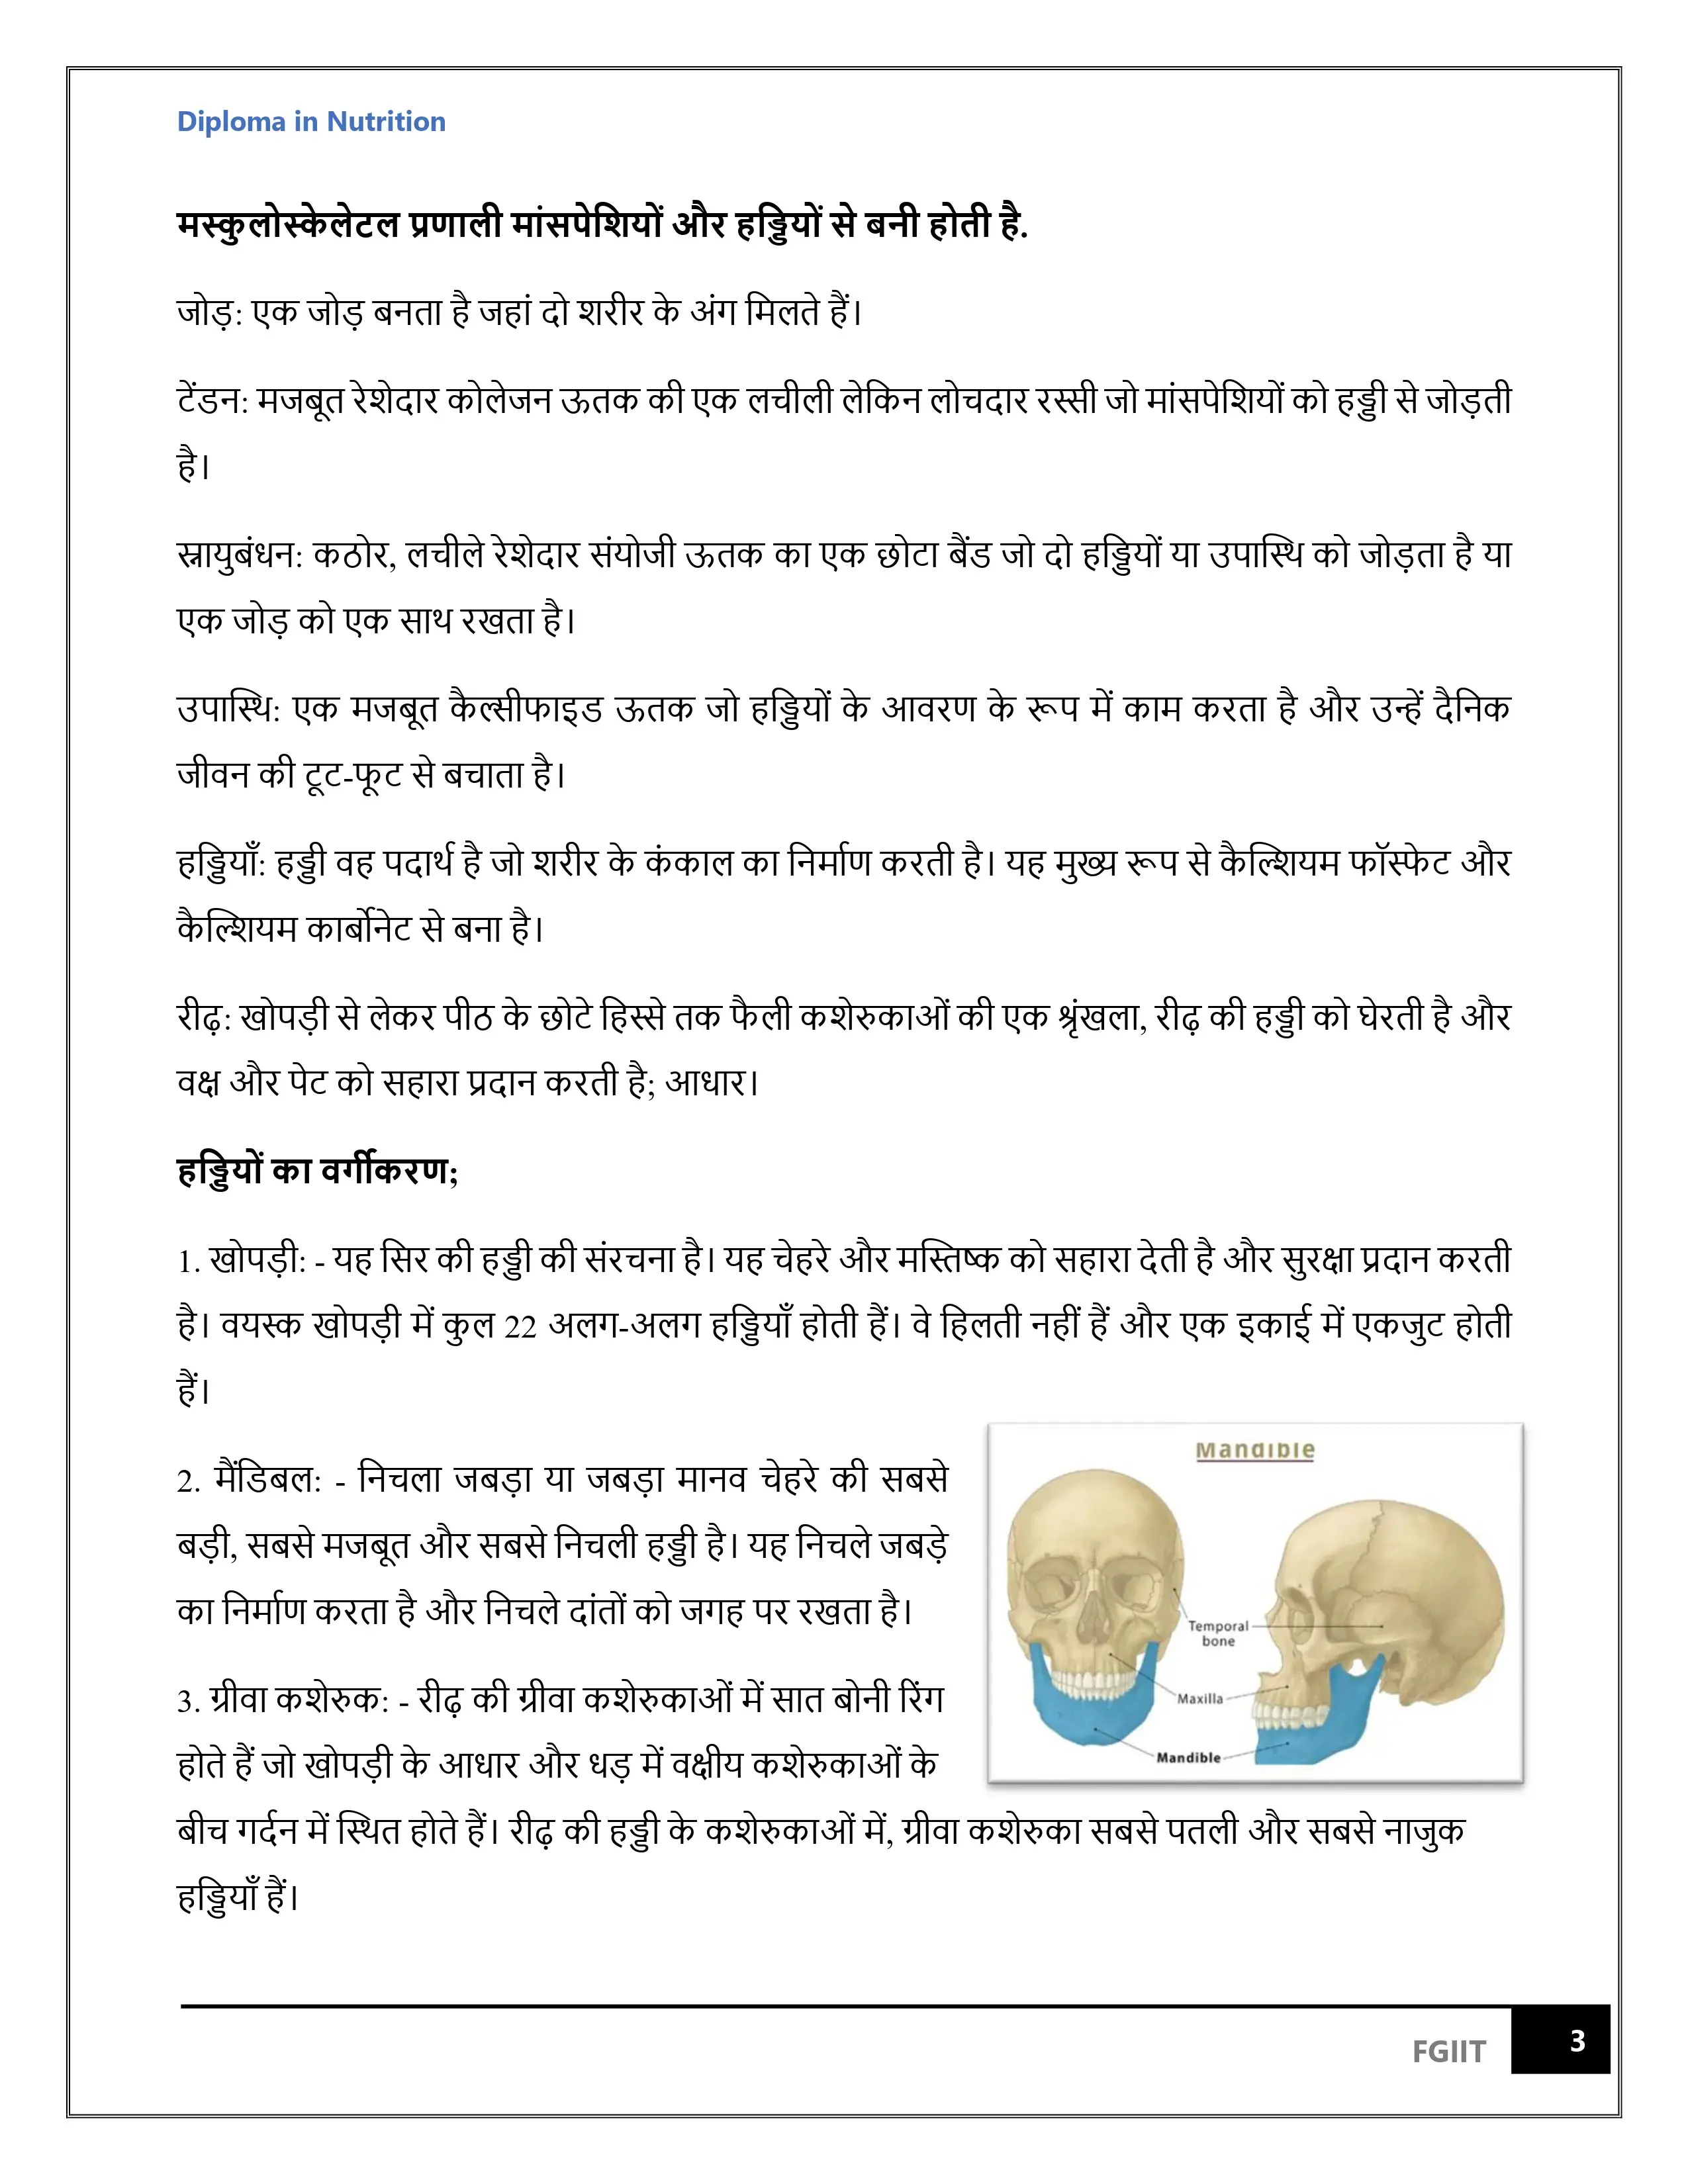 Diploma in Nutrition
मस्कुलोस्केलेटल प्रणाली मांसपेशियों और हड्डियों से बनी होती है.
जोड़: एक जोड़ बनता है जहां दो शरीर के अंग मिलते हैं।
टेंडन: मजबूत रेशेदार कोलेजन ऊतक की एक लचीली लेकिन लोचदार रस्सी जो मांसपेशियों को हड्डी से जोड़ती
है।
स्नायुबंधन: कठोर, लचीले रेशेदार संयोजी ऊतक का एक छोटा बैंड जो दो हड्डियों या उपास्थि को जोड़ता है या
एक जोड़ को एक साथ रखता है।
उपास्थि: एक मजबूत कैल्सीफाइड ऊतक जो हड्डियों के आवरण के रूप में काम करता है और उन्हें दैनिक
जीवन की टूट-फूट से बचाता है।
हड्डियाँ: हड्डी वह पदार्थ है जो शरीर के कंकाल का निर्माण करती है। यह मुख्य रूप से कैल्शियम फॉस्फेट और
कैल्शियम कार्बोनेट से बना है।
रीढ़: खोपड़ी से लेकर पीठ के छोटे हिस्से तक फैली कशेरुकाओं की एक श्रृंखला, रीढ़ की हड्डी को घेरती है और
वक्ष और पेट को सहारा प्रदान करती है; आधार।
हड्डियों का वर्गीकरण;
1. खोपड़ी: - यह सिर की हड्डी की संरचना है। यह चेहरे और मस्तिष्क को सहारा देती है और सुरक्षा प्रदान करती
है। वयस्क खोपड़ी में कुल 22 अलग-अलग हड्डियाँ होती हैं। वे हिलती नहीं हैं और एक इकाई में एकजुट होती
हैं।
2. मैंडिबल: - निचला जबड़ा या जबड़ा मानव चेहरे की सबसे
बड़ी, सबसे मजबूत और सबसे निचली हड्डी है। यह निचले जबड़े
का निर्माण करता है और निचले दांतों को जगह पर रखता है।
Mandible
Temporal
bone
Maxilla
Mandible
3. ग्रीवा कशेरुक: - रीढ़ की ग्रीवा कशेरुकाओं में सात बोनी रिंग
होते हैं जो खोपड़ी के आधार और धड़ में वक्षीय कशेरुकाओं के
बीच गर्दन में स्थित होते हैं। रीढ़ की हड्डी के कशेरुकाओं में, ग्रीवा कशेरुका सबसे पतली और सबसे नाजुक
हड्डियाँ हैं।
FGIIT
3